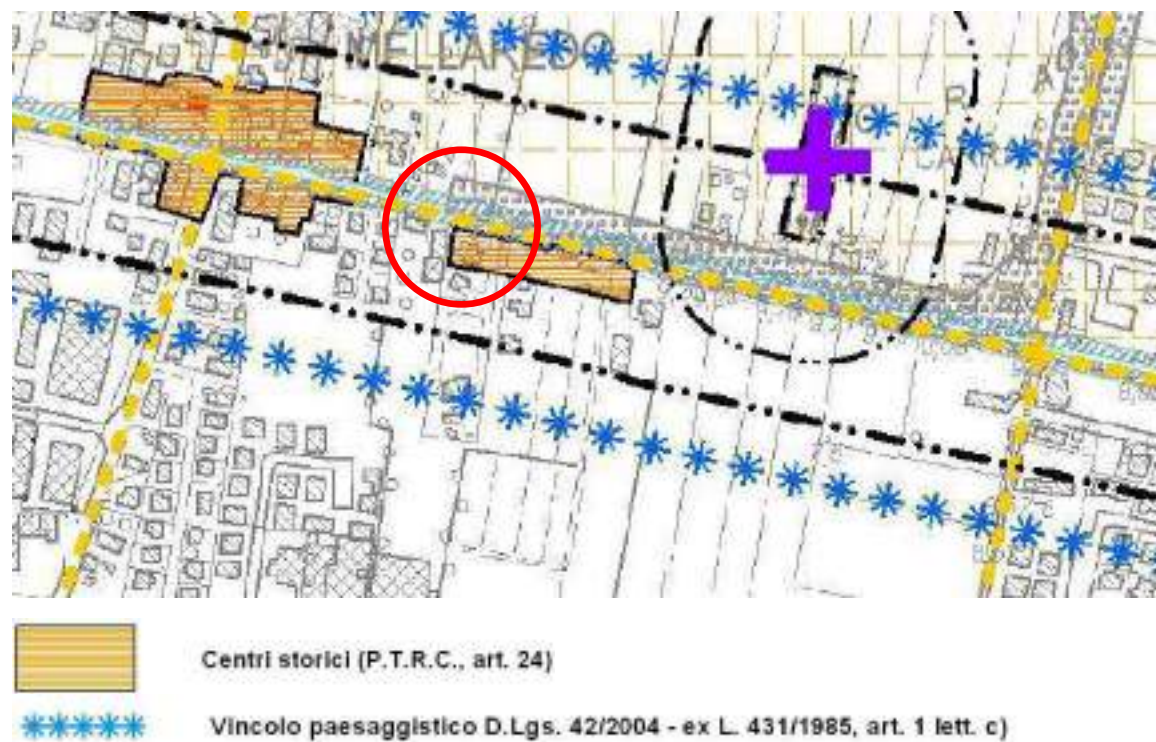 MELLAREDO
Centri storici (P.T.R.C., art. 24)
Vincolo paesaggistico D.Lgs. 42/2004 - ex L. 431/1985, art. 1 lett. c)